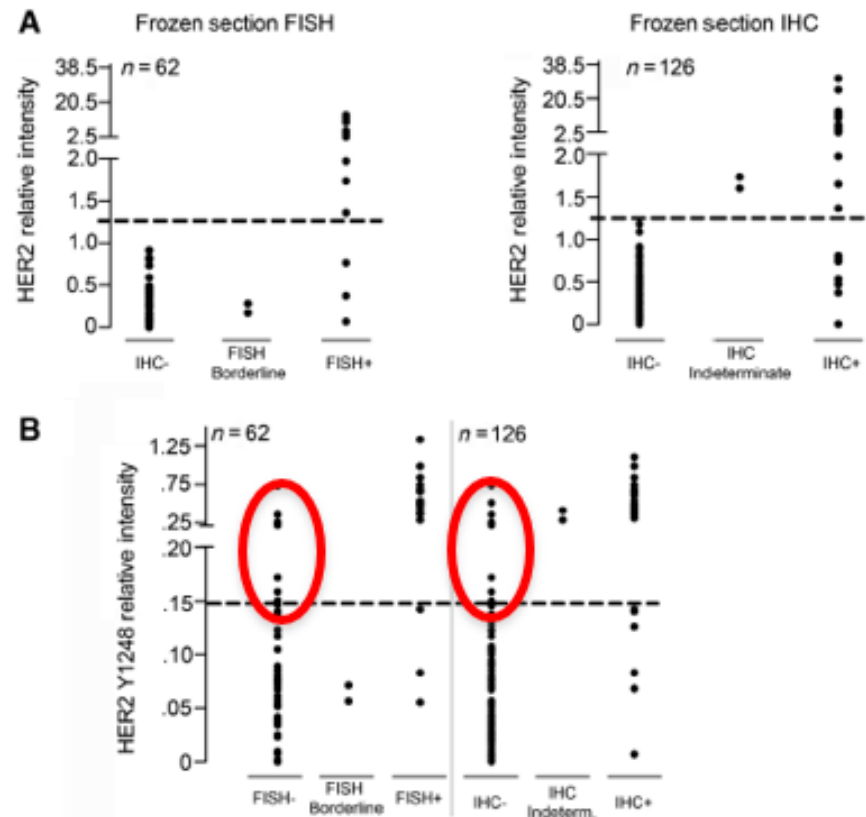 A
Frozen section FISH
n = 62
HER2 relative intensity
38.5
20.5
2.5
2.0
1.5
1.0
0.5
0
IHC-
FISH
Borderline
FISH+
Frozen section IHC
n = 126
HER2 relative intensity
38.5
20.5
2.5
2.0
1.5
1.0
0.5
0
IHC-
IHC
Indeterminate
IHC+
B
n = 62
n = 126
HER2 Y1248 relative intensity
1.25
.75
.25
.20
.15
.10
.05
0
FISH-
FISH
Borderline
FISH+
IHC-
IHC
Indeterm.
IHC+